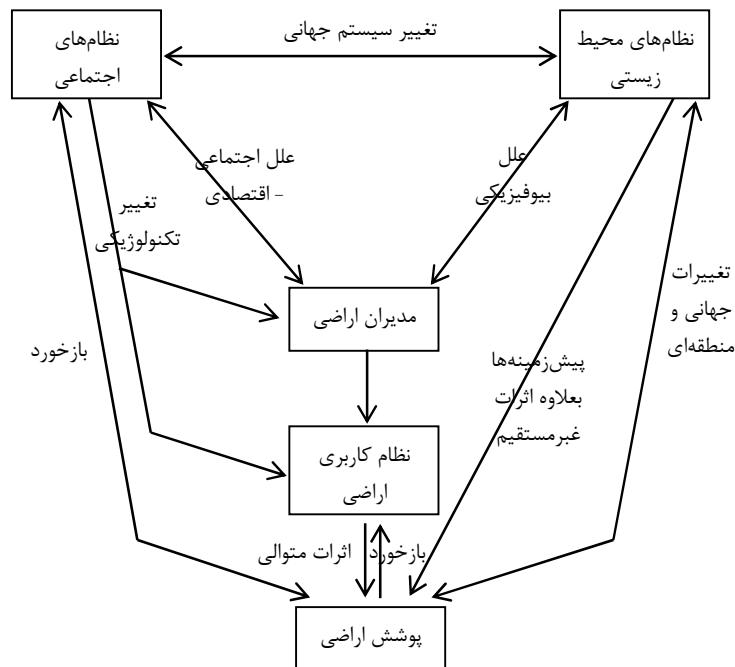 نظام‌های
اجتماعی
تغییر سیستم جهانی
نظام‌های محیط
زیستی
علل اجتماعی
- اقتصادی
علل
بیوفیزیکی
تغییر
تکنولوژیکی
تغییرات
جهانی و
منطقه‌ای
مدیران اراضی
بازخورد
پیش‌زمینه‌ها
بعلاوه اثرات
غبرمستقیم
نظام کاربری
اراضی
اثرات متوالی
بازخورد
پوشش اراضی